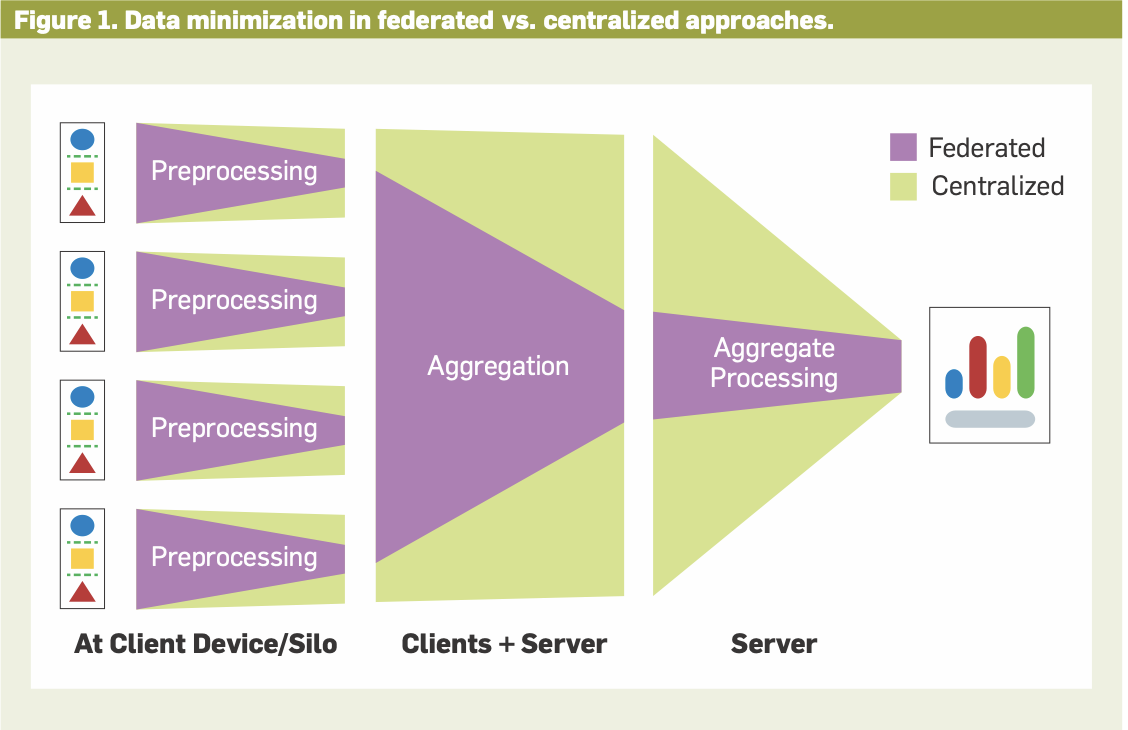 Figure 1. Data minimization in federated vs. centralized approaches.
Preprocessing
Preprocessing
Preprocessing
Preprocessing
Aggregation
Aggregate
Processing
Federated
Centralized
At Client Device/Silo
Clients + Server
Server